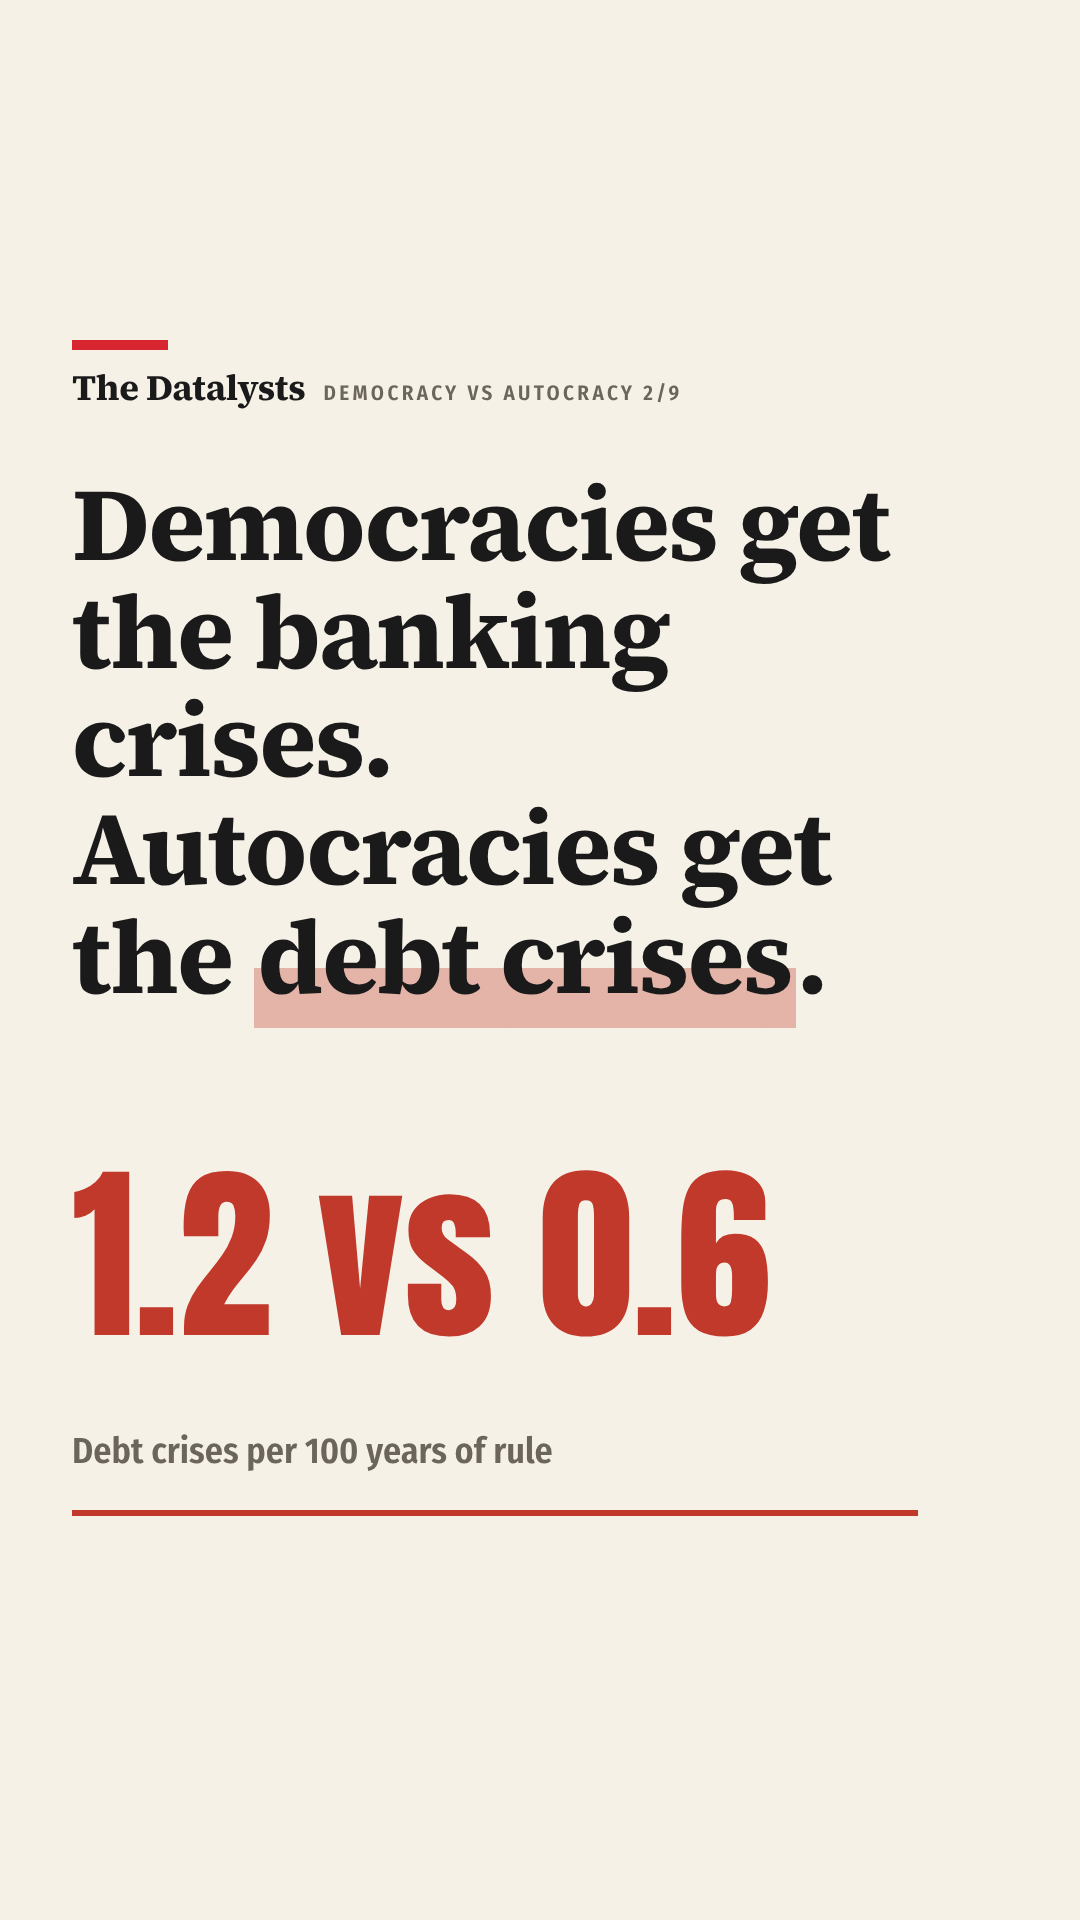 The Datalysts DEMOCRACY VS AUTOCRACY 2/9
Democracies get
the banking
crises.
Autocracies get
the debt crises.
1.2 vs 0.6
Debt crises per 100 years of rule